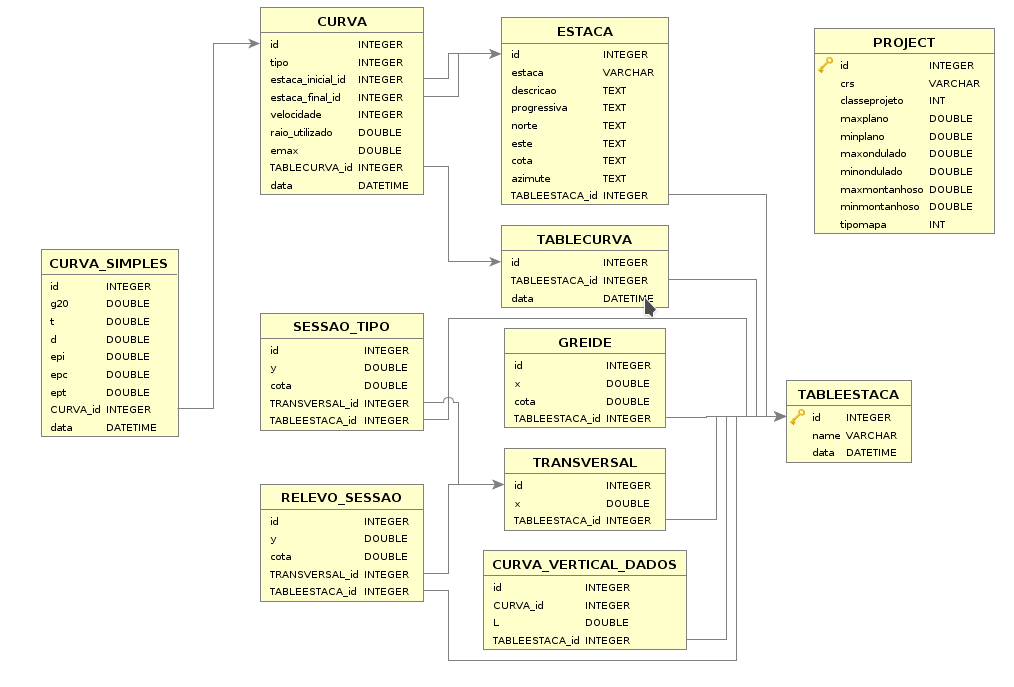 CURVA
id INTEGER
tipo INTEGER
estaca_inicial_id INTEGER
estaca_final_id INTEGER
velocidade INTEGER
raio_utilizado DOUBLE
emax DOUBLE
TABLECURVA_id INTEGER
data DATETIME
ESTACA
id INTEGER
estaca VARCHAR
descricao TEXT
progressiva TEXT
norte TEXT
este TEXT
cota TEXT
azimute TEXT
TABLEESTACA_id INTEGER
PROJECT
id INTEGER
crs VARCHAR
classeprojeto INT
maxplano DOUBLE
minplano DOUBLE
maxondulado DOUBLE
minondulado DOUBLE
maxmontanhoso DOUBLE
minmontanhoso DOUBLE
tipomapa INT
CURVA_SIMPLES
id INTEGER
g20 DOUBLE
t DOUBLE
d DOUBLE
epi DOUBLE
epc DOUBLE
ept DOUBLE
CURVA_id INTEGER
data DATETIME
TABLECURVA
id INTEGER
TABLEESTACA_id INTEGER
data DATETIME
SESSAO_TIPO
id INTEGER
y DOUBLE
cota DOUBLE
TRANSVERSAL_id INTEGER
TABLEESTACA_id INTEGER
GREIDE
id INTEGER
x DOUBLE
cota DOUBLE
TABLEESTACA_id INTEGER
TABLEESTACA
id INTEGER
name VARCHAR
data DATETIME
TRANSVERSAL
id INTEGER
x DOUBLE
TABLEESTACA_id INTEGER
RELEVO_SESSAO
id INTEGER
y DOUBLE
cota DOUBLE
TRANSVERSAL_id INTEGER
TABLEESTACA_id INTEGER
CURVA_VERTICAL_DADOS
id INTEGER
CURVA_id INTEGER
L DOUBLE
TABLEESTACA_id INTEGER